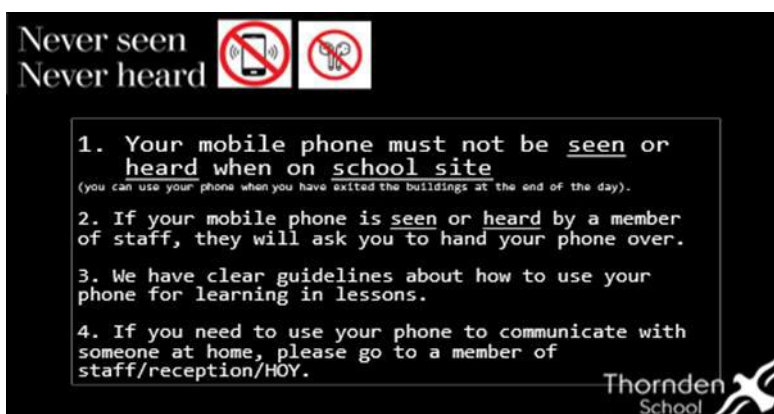 Never seen
Never heard
1. Your mobile phone must not be seen or
heard when on school site
(you can use your phone when you have exited the buildings at the end of the day).
2. If your mobile phone is seen or heard by a member
of staff, they will ask you to hand your phone over.
3. We have clear guidelines about how to use your
phone for learning in lessons.
4. If you need to use your phone to communicate with
someone at home, please go to a member of
staff/reception/HOY.
Thornden
School